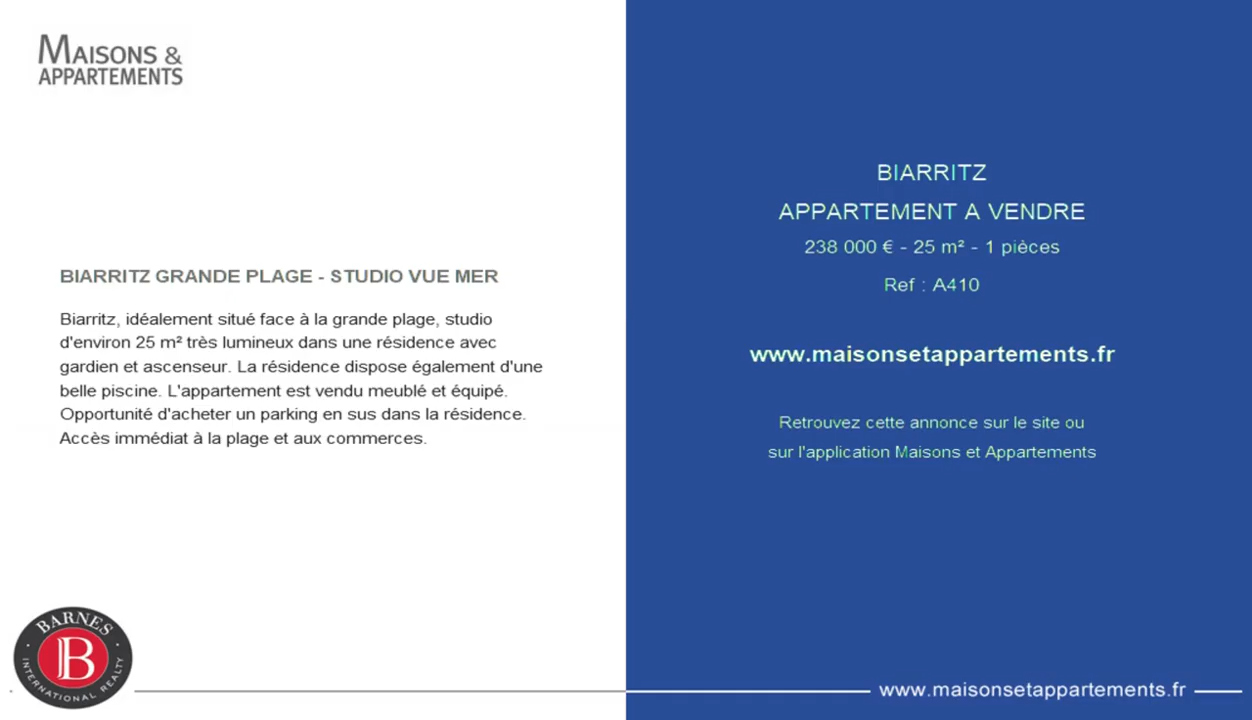 MAISONS &
APPARTEMENTS
BIARRITZ GRANDE PLAGE - STUDIO VUE MER
Biarritz, idéalement situé face à la grande plage, studio
d'environ 25 m² très lumineux dans une résidence avec
gardien et ascenseur. La résidence dispose également d'une
belle piscine. L'appartement est vendu meublé et équipé.
Opportunité d'acheter un parking en sus dans la résidence.
Accès immédiat à la plage et aux commerces.
BIARRITZ
APPARTEMENT A VENDRE
238 000 € - 25 m² - 1 pièces
Ref : A410
www.maisonsetappartements.fr
Retrouvez cette annonce sur le site ou
sur l'application Maisons et Appartements
BARNES
B
INTERNATIONAL REALTY
www.maisonsetappartements.fr